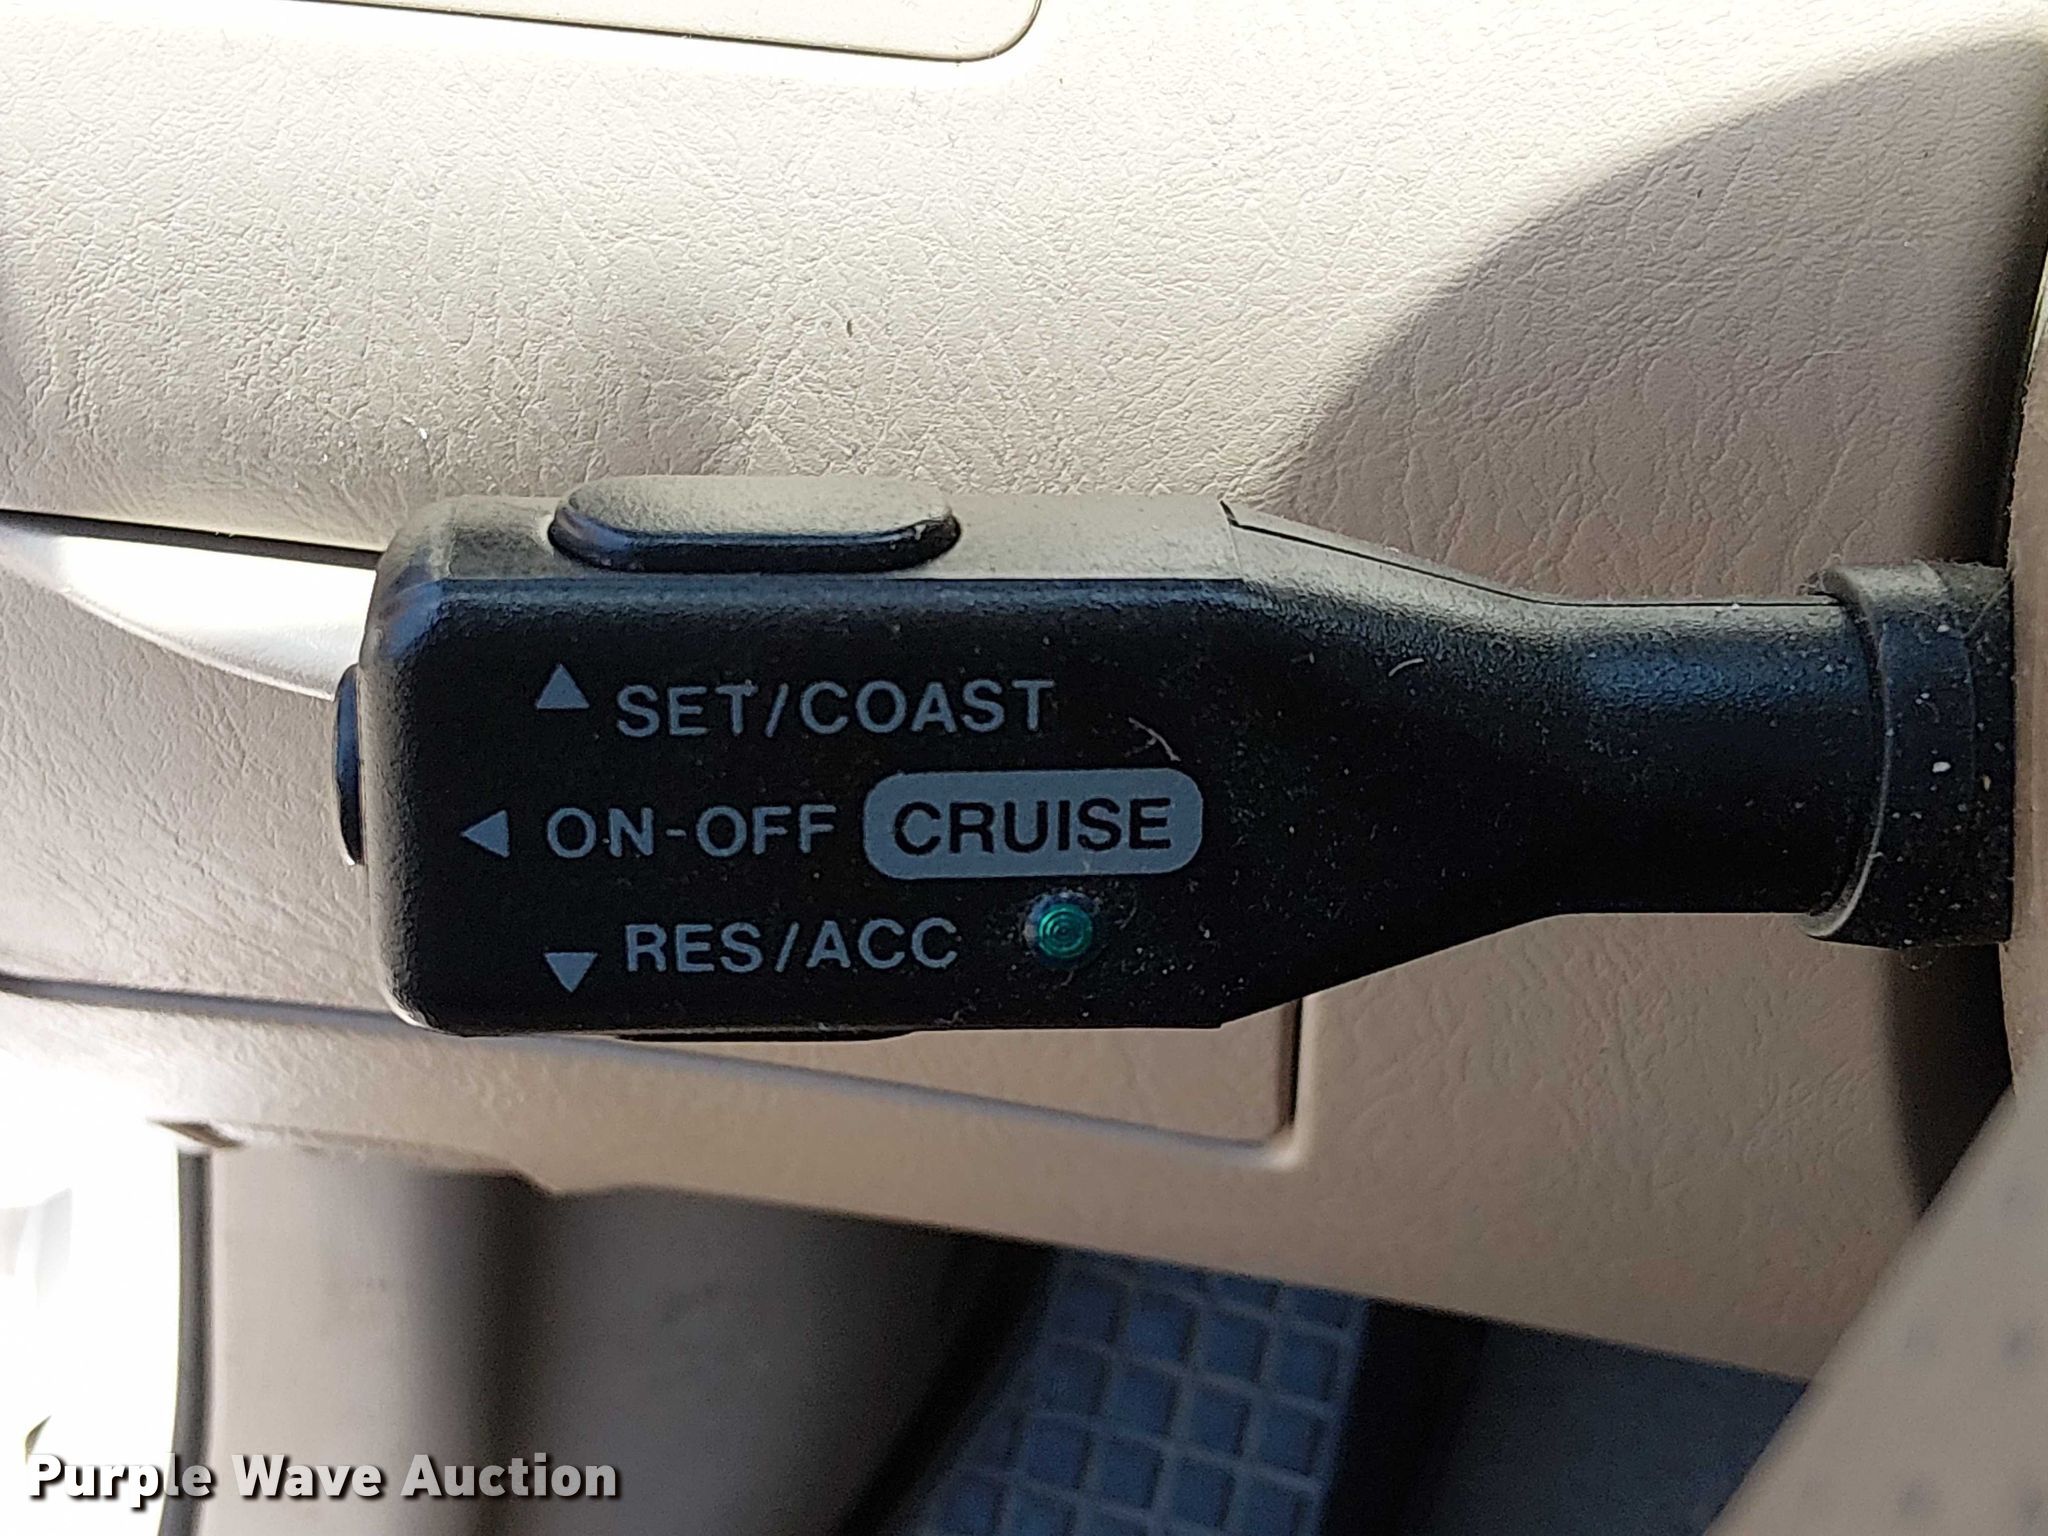 SET/COAST
ON-OFF CRUISE
RES/ACC
Purple Wave Auction